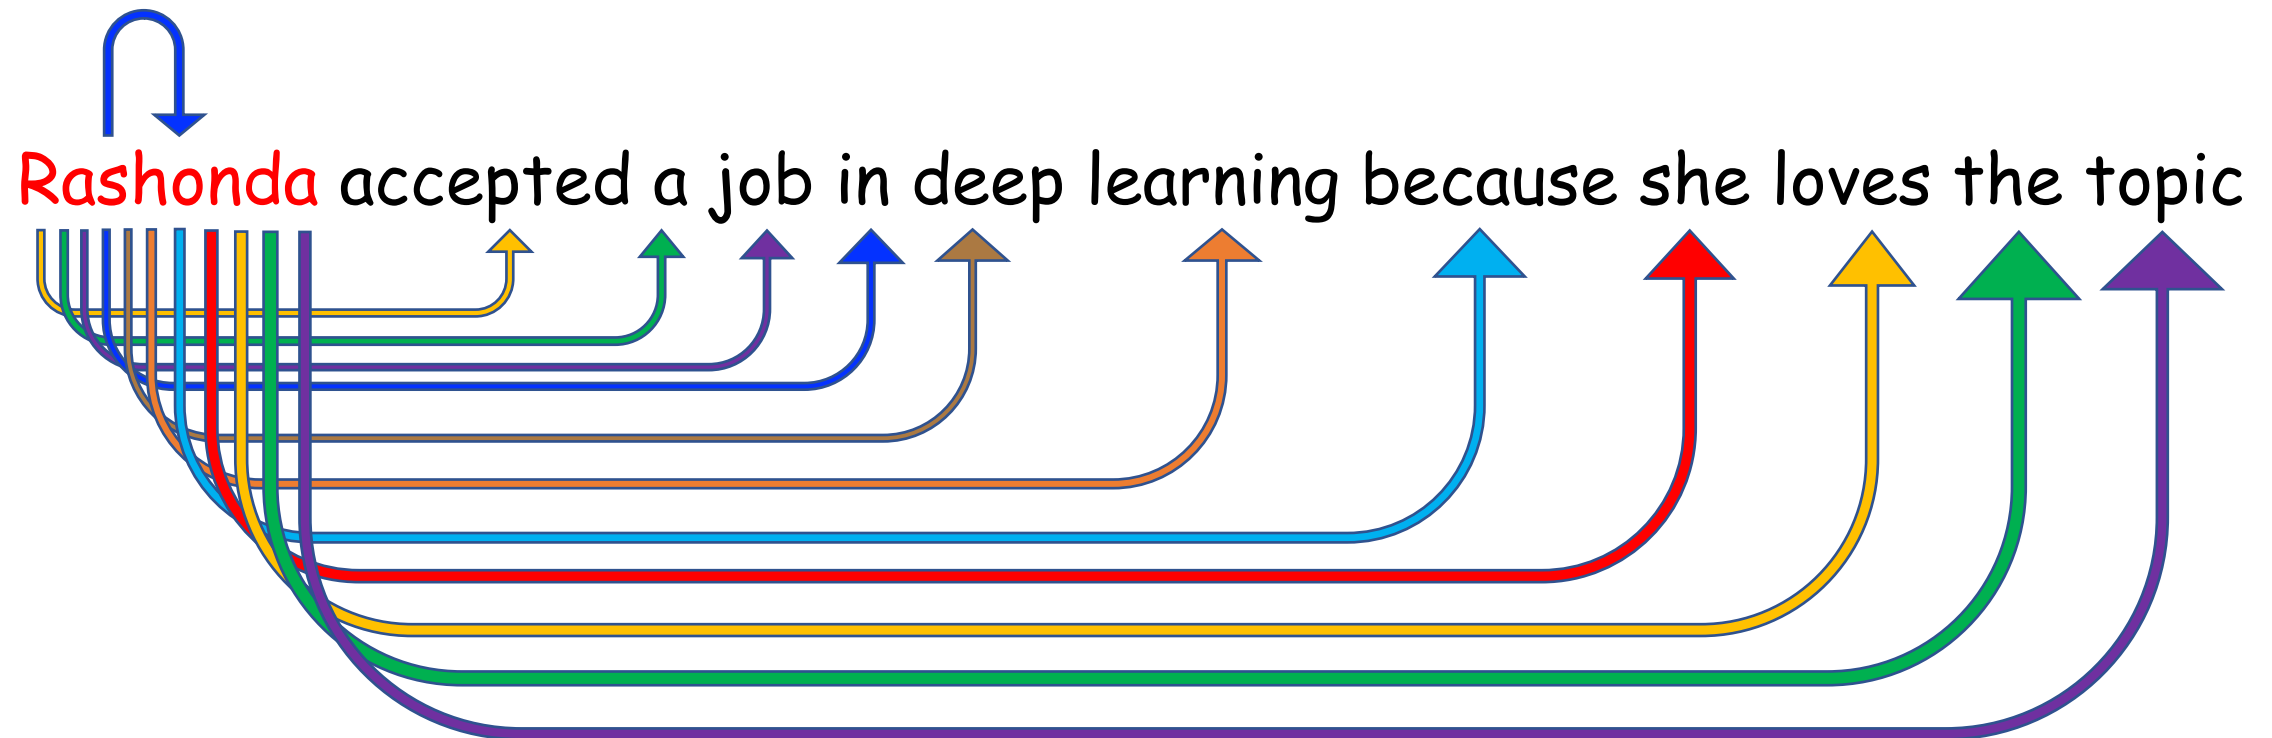 Rashonda accepted a job in deep learning because she loves the topic